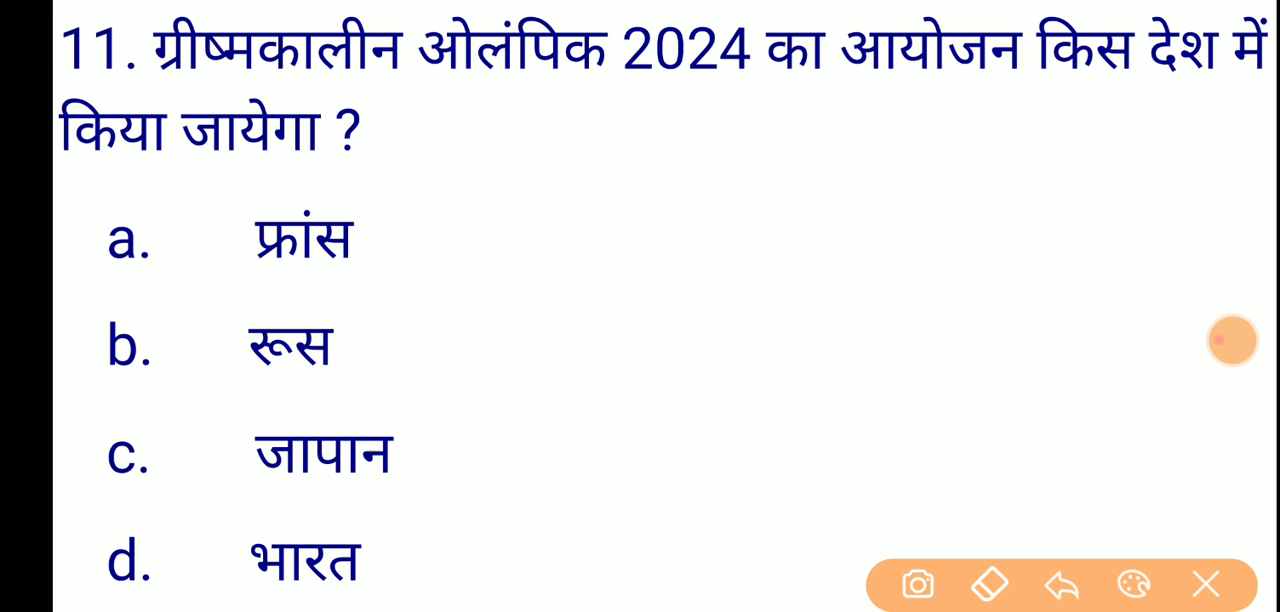 11. ग्रीष्मकालीन ओलंपिक 2024 का आयोजन किस देश में
किया जायेगा ?
a. फ्रांस
b. रूस
c. जापान
d. भारत